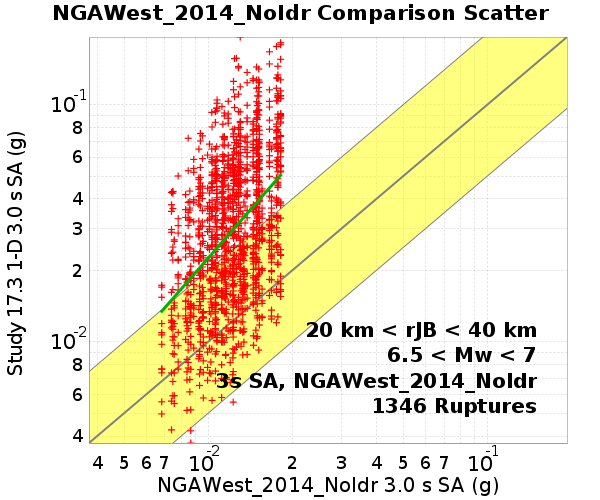 NGAWest_2014_NoIdr Comparison Scatter
Study 17.3 1-D 3.0 s SA (g)
10-1
8
6
4
3
2
10-2
8
6
4
20 km < rJB < 40 km
6.5 < Mw < 7
3s SA, NGAWest_2014_NoIdr
1346 Ruptures
4 5 6 7 10-2 2 3 4 5 6 7 10-1
NGAWest_2014_NoIdr 3.0 s SA (g)